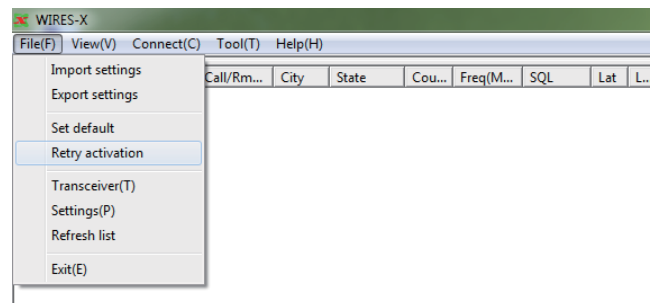 WIRES-X
File(F) View(V) Connect(C) Tool(T) Help(H)
Call/Rm... City State Cou... Freq(M... SQL Lat L..
Import settings
Export settings
Set default
Retry activation
Transceiver(T)
Settings(P)
Refresh list
Exit(E)